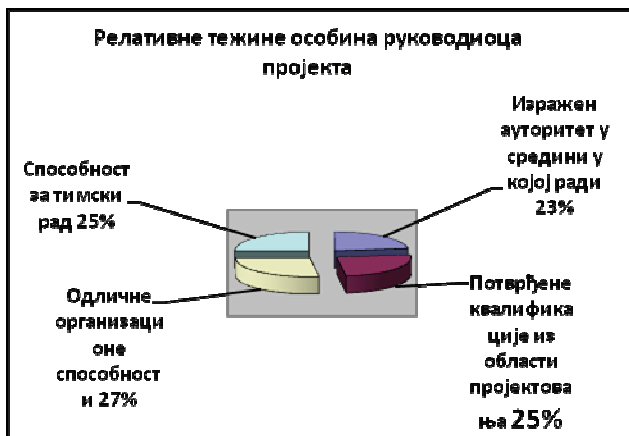 Релативне тежине особина руководиоца
пројекта
Изражен
ауторитет у
средини у
којој ради
23%
Способност
за тимски
рад 25%
Одличне
организаци
оне
способност
и 27%
Потврђене
квалифика
ције из
области
пројектова
ња 25%